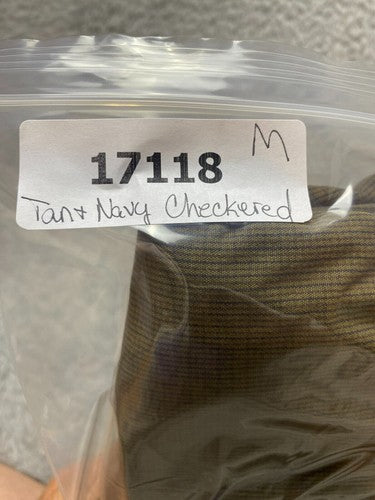 M
17118
Tan + Navy Checkered